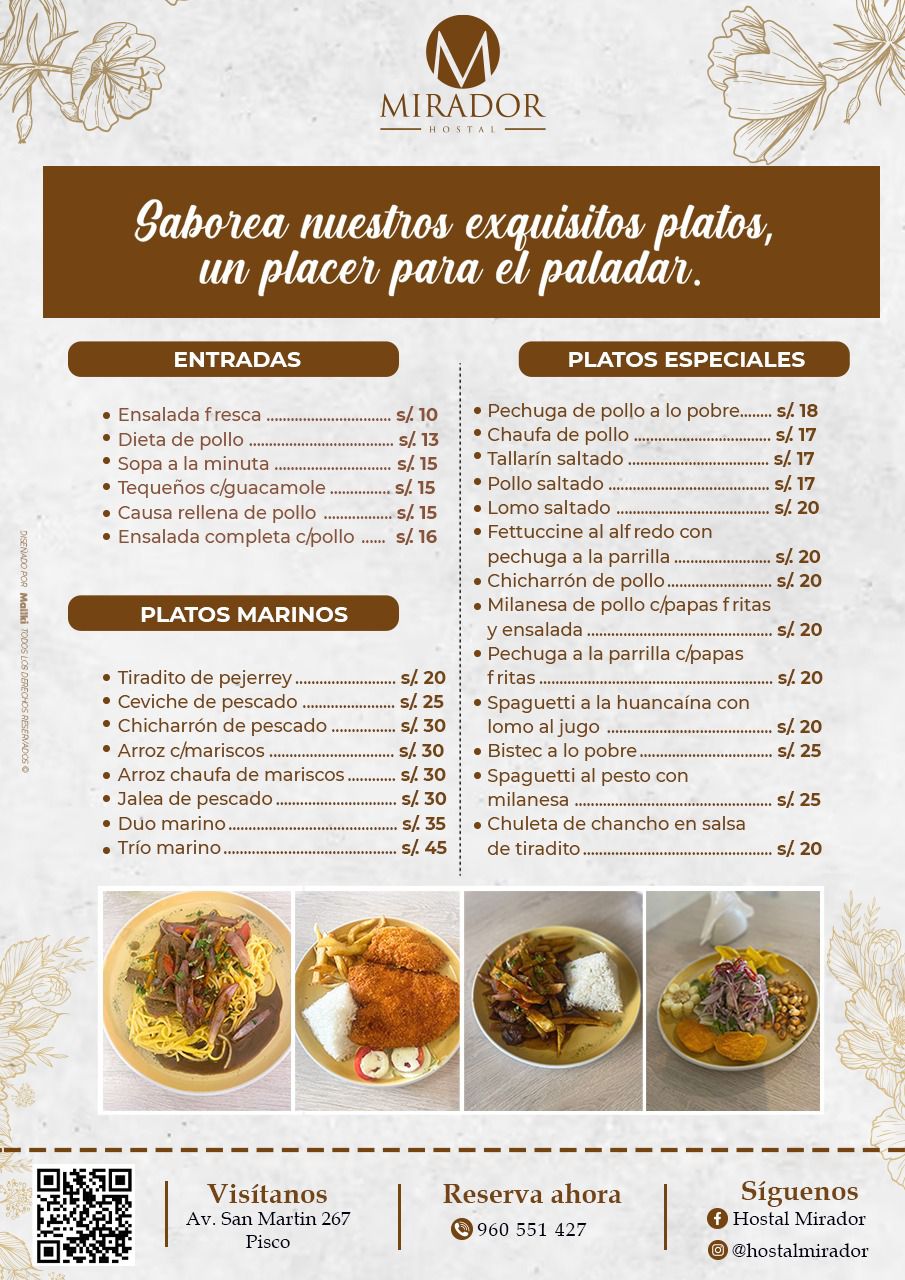 M
MIRADOR
HOSTAL
Saborea nuestros exquisitos platos,
un placer para el paladar.
ENTRADAS
Ensalada fresca ............................... s/. 10
Dieta de pollo .................................... s/. 13
Sopa a la minuta ............................. s/. 15
Tequeños c/guacamole ............... s/. 15
Causa rellena de pollo .................. s/. 15
Ensalada completa c/pollo ...... s/. 16
PLATOS MARINOS
Tiradito de pejerrey ......................... s/. 20
Ceviche de pescado ........................ s/. 25
Chicharrón de pescado ................. s/. 30
Arroz c/mariscos ............................... s/. 30
Arroz chaufa de mariscos ............ s/. 30
Jalea de pescado .............................. s/. 30
Duo marino .......................................... s/. 35
Trío marino ........................................... s/. 45
PLATOS ESPECIALES
Pechuga de pollo a lo pobre........ s/. 18
Chaufa de pollo .................................. s/. 17
Tallarín saltado ................................... s/. 17
Pollo saltado ........................................ s/. 17
Lomo saltado ...................................... s/. 20
Fettuccine al alfredo con
pechuga a la parrilla ........................ s/. 20
Chicharrón de pollo .......................... s/. 20
Milanesa de pollo c/papas fritas
y ensalada .............................................. s/. 20
Pechuga a la parrilla c/papas
fritas .......................................................... s/. 20
Spaguetti a la huancaína con
lomo al jugo ......................................... s/. 20
Bistec a lo pobre ................................. s/. 25
Spaguetti al pesto con
milanesa ................................................. s/. 25
Chuleta de chancho en salsa
de tiradito ............................................... s/. 20
DISEÑADO POR Mailki TODOS LOS DERECHOS RESERVADOS ©
Visítanos
Av. San Martin 267
Pisco
Reserva ahora
960 551 427
Síguenos
Hostal Mirador
@hostalmirador